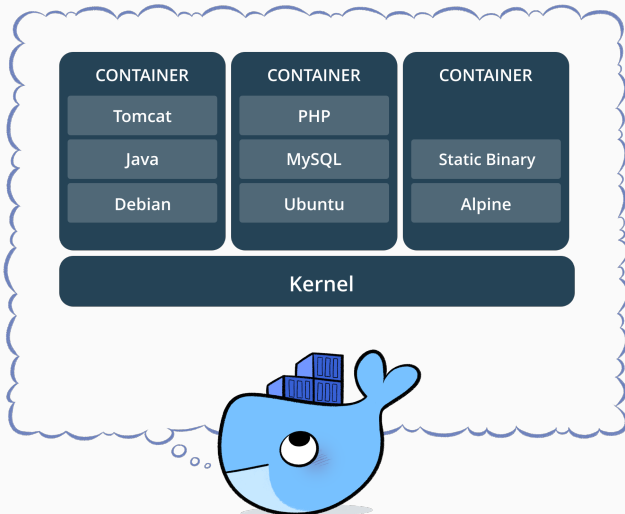 CONTAINER
Tomcat
Java
Debian
CONTAINER
PHP
MySQL
Ubuntu
CONTAINER
Static Binary
Alpine
Kernel